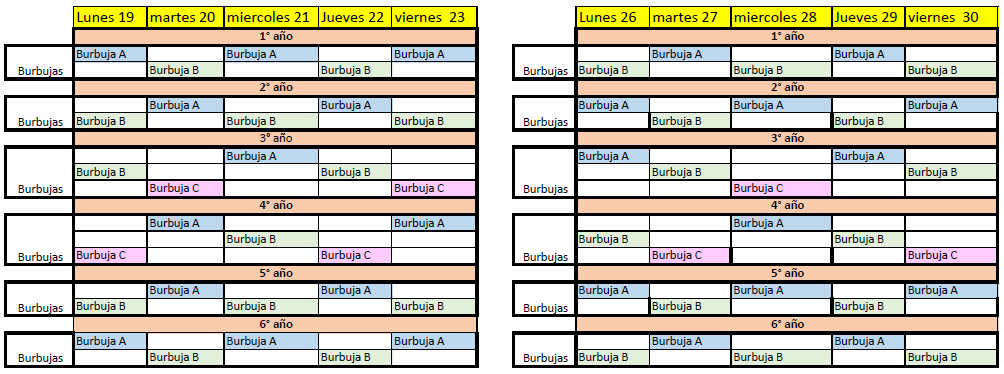 Lunes 19 martes 20 miercoles 21 Jueves 22 viernes 23
1° año
Burbuja A Burbuja A Burbuja A
Burbujas Burbuja B Burbuja B
2° año
Burbuja A Burbuja A
Burbujas Burbuja B Burbuja B Burbuja B
3° año
Burbuja A
Burbuja B Burbuja B
Burbujas Burbuja C Burbuja C
4° año
Burbuja A Burbuja A
Burbuja B
Burbujas Burbuja C Burbuja C
5° año
Burbuja A Burbuja A
Burbujas Burbuja B Burbuja B Burbuja B
6° año
Burbuja A Burbuja A Burbuja A
Burbujas Burbuja B Burbuja B
Lunes 26 martes 27 miercoles 28 Jueves 29 viernes 30
1° año
Burbuja A Burbuja A
Burbujas Burbuja B Burbuja B Burbuja B
2° año
Burbuja A Burbuja A Burbuja A
Burbujas Burbuja B Burbuja B
3° año
Burbuja A Burbuja A
Burbuja B Burbuja B
Burbujas Burbuja C
4° año
Burbuja A
Burbuja B Burbuja B
Burbujas Burbuja C Burbuja C
5° año
Burbuja A Burbuja A Burbuja A
Burbujas Burbuja B Burbuja B
6° año
Burbuja A Burbuja A
Burbujas Burbuja B Burbuja B Burbuja B